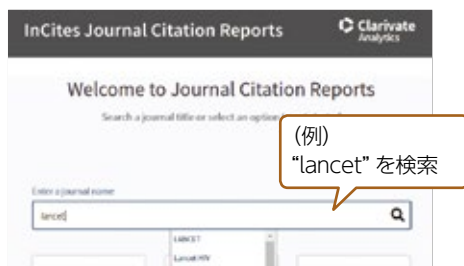 InCites Journal Citation Reports
Clarivate
Analytics
Welcome to Journal Citation Reports
Search a journal title or select an option
(例)
“lancet” を検索
Enter a journal name
lancet
LANCET
Lancet HIV